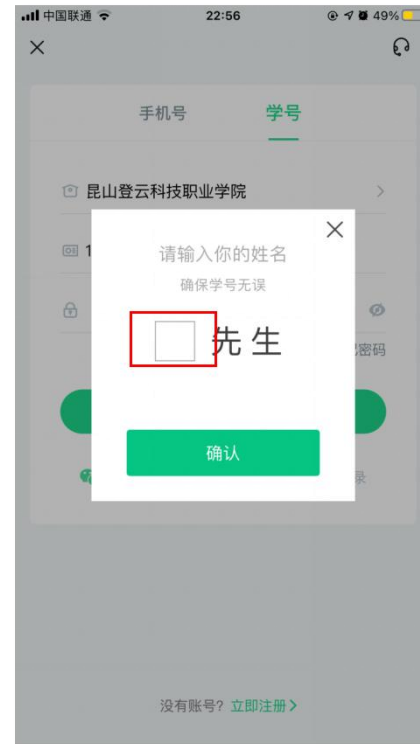 中国联通 22:56 49%
手机号 学号
昆山登云科技职业学院
1
请输入你的姓名
确保学号无误
先生
密码
确认
录
没有账号? 立即注册>